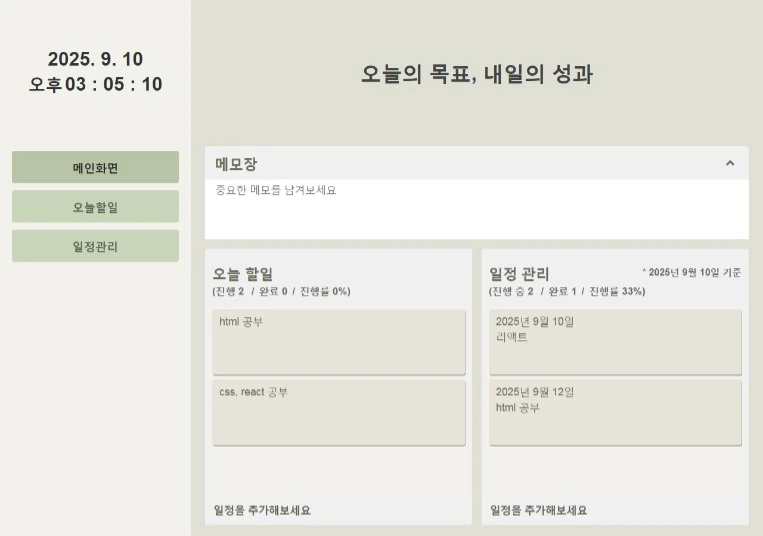 2025. 9. 10
오후 03 : 05 : 10
메인화면
오늘할일
일정관리
오늘의 목표, 내일의 성과
메모장
중요한 메모를 남겨보세요
오늘 할일
(진행 2 / 완료 0 / 진행률 0%)
html 공부
css, react 공부
일정을 추가해보세요
일정 관리
* 2025년 9월 10일 기준
(진행 중 2 / 완료 1 / 진행률 33%)
2025년 9월 10일
리액트
2025년 9월 12일
html 공부
일정을 추가해보세요